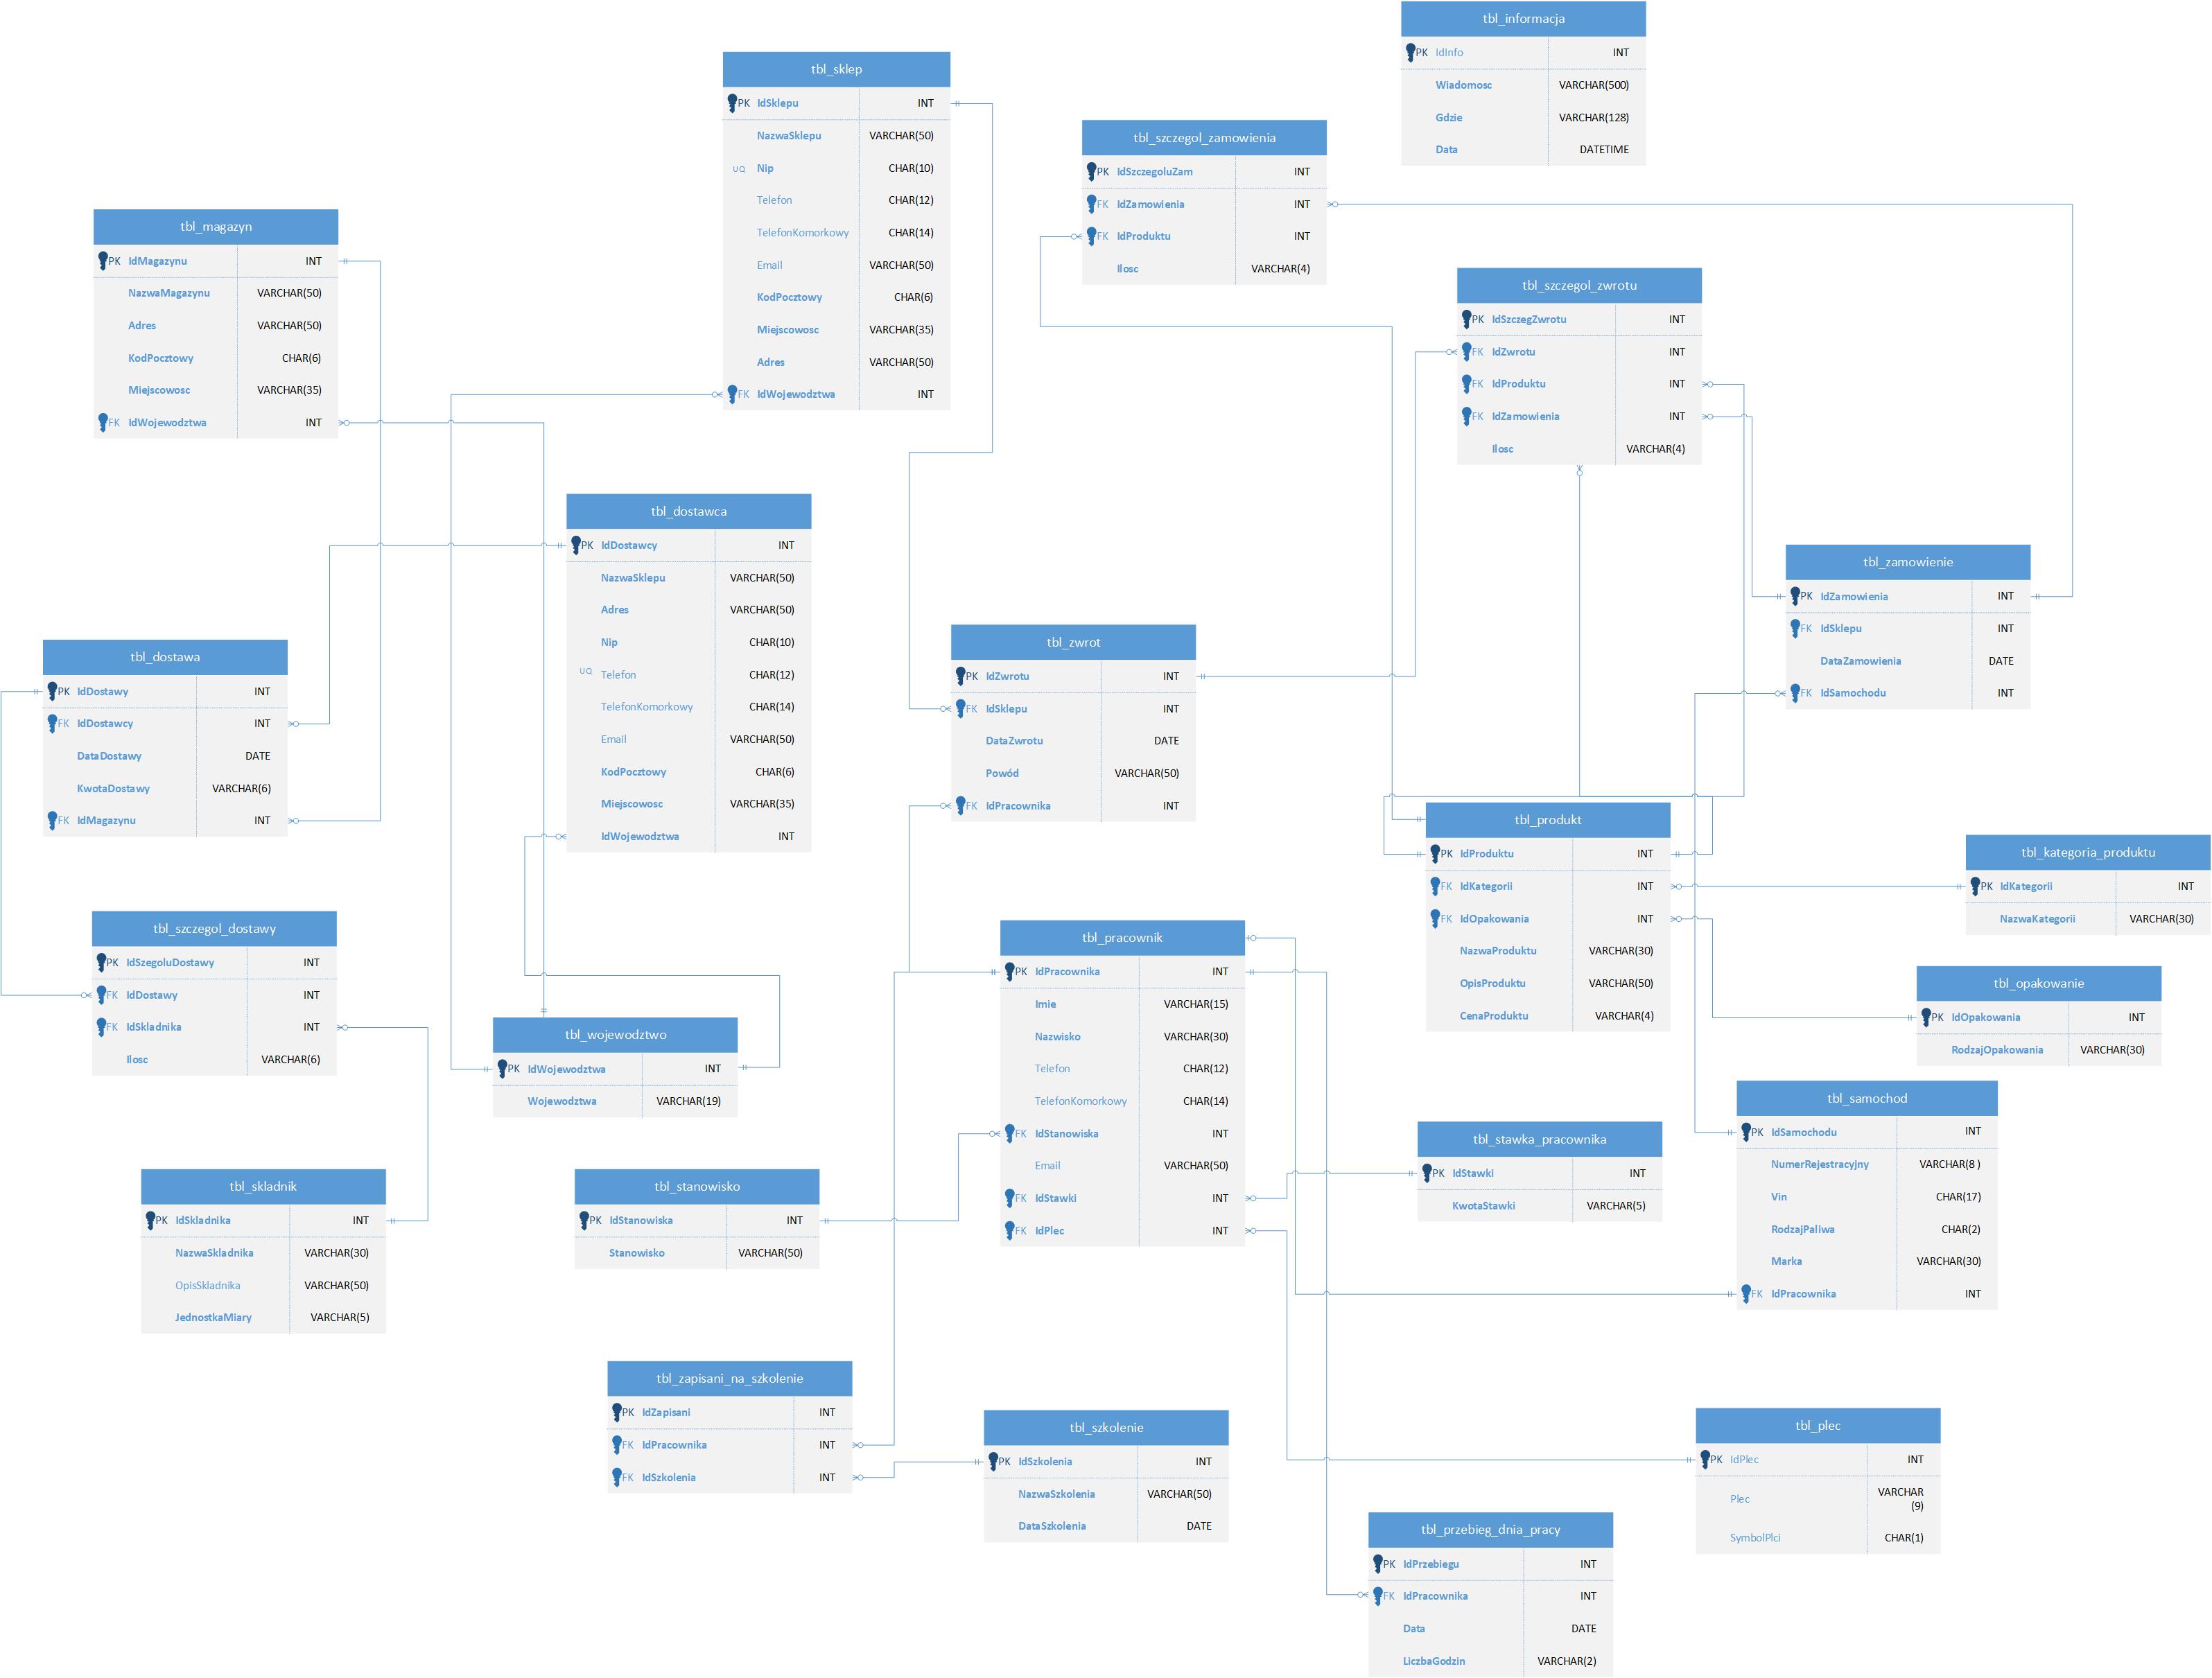 tbl_informacja
PK IdInfo INT
Wiadomosc VARCHAR(500)
Gdzie VARCHAR(128)
Data DATETIME
tbl_sklep
PK IdSklepu INT
NazwaSklepu VARCHAR(50)
UQ Nip CHAR(10)
Telefon CHAR(12)
TelefonKomorkowy CHAR(14)
Email VARCHAR(50)
KodPocztowy CHAR(6)
Miejscowosc VARCHAR(35)
Adres VARCHAR(50)
FK IdWojewodztwa INT
tbl_szczegol_zamowienia
PK IdSzczegoluZam INT
FK IdZamowienia INT
FK IdProduktu INT
Ilosc VARCHAR(4)
tbl_magazyn
PK IdMagazynu INT
NazwaMagazynu VARCHAR(50)
Adres VARCHAR(50)
KodPocztowy CHAR(6)
Miejscowosc VARCHAR(35)
FK IdWojewodztwa INT
tbl_szczegol_zwrotu
PK IdSzczegZwrotu INT
FK IdZwrotu INT
FK IdProduktu INT
FK IdZamowienia INT
Ilosc VARCHAR(4)
tbl_dostawca
PK IdDostawcy INT
NazwaSklepu VARCHAR(50)
Adres VARCHAR(50)
Nip CHAR(10)
UQ Telefon CHAR(12)
TelefonKomorkowy CHAR(14)
Email VARCHAR(50)
KodPocztowy CHAR(6)
Miejscowosc VARCHAR(35)
IdWojewodztwa INT
tbl_zamowienie
PK IdZamowienia INT
FK IdSklepu INT
DataZamowienia DATE
FK IdSamochodu INT
tbl_zwrot
PK IdZwrotu INT
FK IdSklepu INT
DataZwrotu DATE
Powód VARCHAR(50)
FK IdPracownika INT
tbl_dostawa
PK IdDostawy INT
FK IdDostawcy INT
DataDostawy DATE
KwotaDostawy VARCHAR(6)
FK IdMagazynu INT
tbl_produkt
PK IdProduktu INT
FK IdKategorii INT
FK IdOpakowania INT
NazwaProduktu VARCHAR(30)
OpisProduktu VARCHAR(50)
CenaProduktu VARCHAR(4)
tbl_kategoria_produktu
PK IdKategorii INT
NazwaKategorii VARCHAR(30)
tbl_szczegol_dostawy
PK IdSzegoluDostawy INT
FK IdDostawy INT
FK IdSkladnika INT
Ilosc VARCHAR(6)
tbl_pracownik
PK IdPracownika INT
Imie VARCHAR(15)
Nazwisko VARCHAR(30)
Telefon CHAR(12)
TelefonKomorkowy CHAR(14)
FK IdStanowiska INT
Email VARCHAR(50)
FK IdStawki INT
FK IdPlec INT
tbl_opakowanie
PK IdOpakowania INT
RodzajOpakowania VARCHAR(30)
tbl_wojewodztwo
PK IdWojewodztwa INT
Wojewodztwa VARCHAR(19)
tbl_samochod
PK IdSamochodu INT
NumerRejestracyjny VARCHAR(8 )
Vin CHAR(17)
RodzajPaliwa CHAR(2)
Marka VARCHAR(30)
FK IdPracownika INT
tbl_stawka_pracownika
PK IdStawki INT
KwotaStawki VARCHAR(5)
tbl_skladnik
PK IdSkladnika INT
NazwaSkladnika VARCHAR(30)
OpisSkladnika VARCHAR(50)
JednostkaMiary VARCHAR(5)
tbl_stanowisko
PK IdStanowiska INT
Stanowisko VARCHAR(50)
tbl_zapisani_na_szkolenie
PK IdZapisani INT
FK IdPracownika INT
FK IdSzkolenia INT
tbl_szkolenie
PK IdSzkolenia INT
NazwaSzkolenia VARCHAR(50)
DataSzkolenia DATE
tbl_plec
PK IdPlec INT
Plec VARCHAR
(9)
SymbolPlci CHAR(1)
tbl_przebieg_dnia_pracy
PK IdPrzebiegu INT
FK IdPracownika INT
Data DATE
LiczbaGodzin VARCHAR(2)